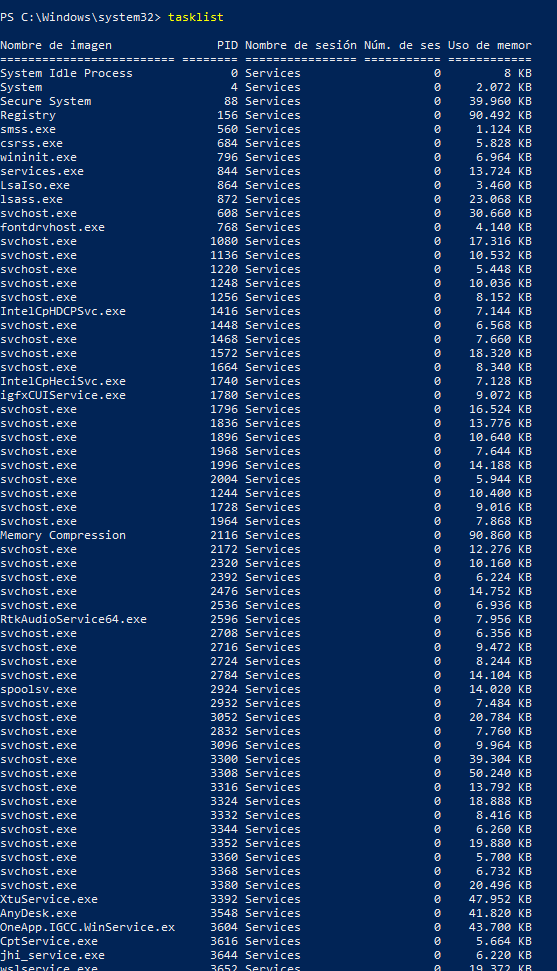 PS C:\Windows\system32> tasklist
Nombre de imagen PID Nombre de sesión Núm. de ses Uso de memor
========================= ======== ================ =========== ============
System Idle Process 0 Services 0 8 KB
System 4 Services 0 2.072 KB
Secure System 88 Services 0 39.960 KB
Registry 156 Services 0 90.492 KB
smss.exe 560 Services 0 1.124 KB
csrss.exe 684 Services 0 5.828 KB
wininit.exe 796 Services 0 6.964 KB
services.exe 844 Services 0 13.724 KB
LsaIso.exe 864 Services 0 3.460 KB
lsass.exe 872 Services 0 23.068 KB
svchost.exe 608 Services 0 30.660 KB
fontdrvhost.exe 768 Services 0 4.140 KB
svchost.exe 1080 Services 0 17.316 KB
svchost.exe 1136 Services 0 10.532 KB
svchost.exe 1220 Services 0 5.448 KB
svchost.exe 1248 Services 0 10.036 KB
svchost.exe 1256 Services 0 8.152 KB
IntelCpHDCPSvc.exe 1416 Services 0 7.144 KB
svchost.exe 1448 Services 0 6.568 KB
svchost.exe 1468 Services 0 7.660 KB
svchost.exe 1572 Services 0 18.320 KB
svchost.exe 1664 Services 0 8.340 KB
IntelCpHeciSvc.exe 1740 Services 0 7.128 KB
igfxCUIService.exe 1780 Services 0 9.072 KB
svchost.exe 1796 Services 0 16.524 KB
svchost.exe 1836 Services 0 13.776 KB
svchost.exe 1896 Services 0 10.640 KB
svchost.exe 1968 Services 0 7.644 KB
svchost.exe 1996 Services 0 14.188 KB
svchost.exe 2004 Services 0 5.944 KB
svchost.exe 1244 Services 0 10.400 KB
svchost.exe 1728 Services 0 9.016 KB
svchost.exe 1964 Services 0 7.868 KB
Memory Compression 2116 Services 0 90.860 KB
svchost.exe 2172 Services 0 12.276 KB
svchost.exe 2320 Services 0 10.160 KB
svchost.exe 2392 Services 0 6.224 KB
svchost.exe 2476 Services 0 14.752 KB
svchost.exe 2536 Services 0 6.936 KB
RtkAudioService64.exe 2596 Services 0 7.956 KB
svchost.exe 2708 Services 0 6.356 KB
svchost.exe 2716 Services 0 9.472 KB
svchost.exe 2724 Services 0 8.244 KB
svchost.exe 2784 Services 0 14.104 KB
spoolsv.exe 2924 Services 0 14.020 KB
svchost.exe 2932 Services 0 7.484 KB
svchost.exe 3052 Services 0 20.784 KB
svchost.exe 2832 Services 0 7.760 KB
svchost.exe 3096 Services 0 9.964 KB
svchost.exe 3300 Services 0 39.304 KB
svchost.exe 3308 Services 0 50.240 KB
svchost.exe 3316 Services 0 13.792 KB
svchost.exe 3324 Services 0 18.888 KB
svchost.exe 3332 Services 0 8.416 KB
svchost.exe 3344 Services 0 6.260 KB
svchost.exe 3352 Services 0 19.880 KB
svchost.exe 3360 Services 0 5.700 KB
svchost.exe 3368 Services 0 6.732 KB
svchost.exe 3380 Services 0 20.496 KB
XtuService.exe 3392 Services 0 47.952 KB
AnyDesk.exe 3548 Services 0 41.820 KB
OneApp.IGCC.WinService.ex 3604 Services 0 43.700 KB
CptService.exe 3616 Services 0 5.664 KB
jhi_service.exe 3644 Services 0 6.220 KB
wslservice.exe 3652 Services 0 19.372 KB